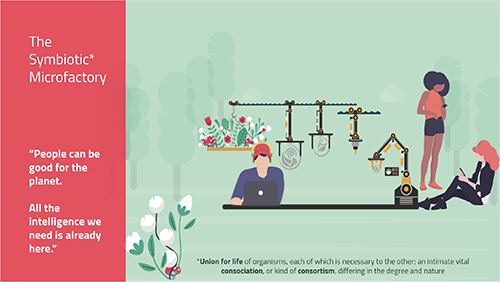 The
Symbiotic*
Microfactory
“People can be
good for the
planet.
All the
intelligence we
need is already
here.”
*Union for life of organisms, each of which is necessary to the other; an intimate vital
consociation, or kind of consortism, differing in the degree and nature